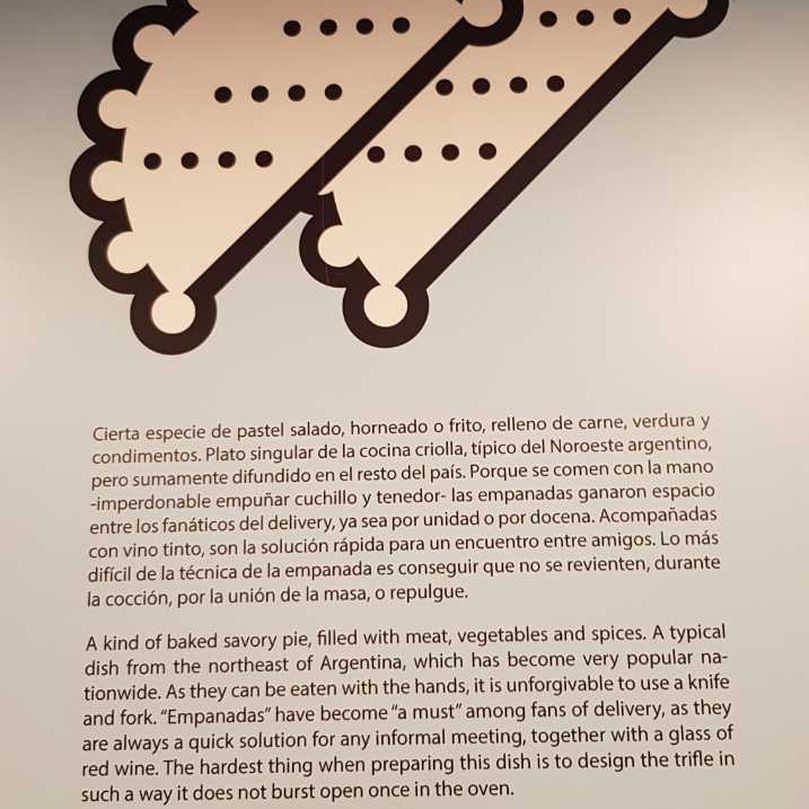 Cierta especie de pastel salado, horneado o frito, relleno de carne, verdura y
condimentos. Plato singular de la cocina criolla, típico del Noroeste argentino,
pero sumamente difundido en el resto del país. Porque se comen con la mano
-imperdonable empuñar cuchillo y tenedor- las empanadas ganaron espacio
entre los fanáticos del delivery, ya sea por unidad o por docena. Acompañadas
con vino tinto, son la solución rápida para un encuentro entre amigos. Lo más
difícil de la técnica de la empanada es conseguir que no se revienten, durante
la cocción, por la unión de la masa, o repulgue.
A kind of baked savory pie, filled with meat, vegetables and spices. A typical
dish from the northeast of Argentina, which has become very popular na-
tionwide. As they can be eaten with the hands, it is unforgivable to use a knife
and fork. “Empanadas” have become “a must” among fans of delivery, as they
are always a quick solution for any informal meeting, together with a glass of
red wine. The hardest thing when preparing this dish is to design the trifle in
such a way it does not burst open once in the oven.